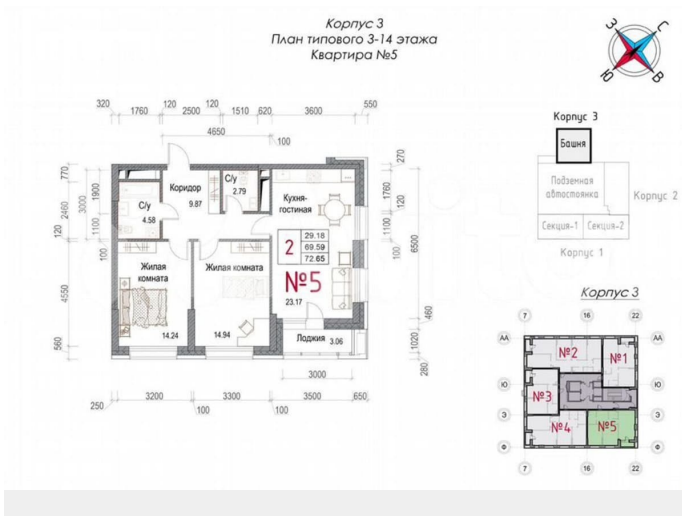 Корпус 3
План типового 3-14 этажа
Квартира №5
З
С
Ю
В
320
120
120
550
1760
2500
1510
620
3600
4650
100
270
770
3000
1900
2460
1100
120
100
4550
560
Коридор
9.87
С/у
2.79
Кухня-
гостиная
С/у
4.58
2
29.18
69.59
72.65
№5
23.17
Жилая
комната
14.24
Жилая комната
14.94
Лоджия
3.06
1760
120
1100
6500
100
460
1020
280
3000
3200
3300
3500
650
250
100
100
Корпус 3
Башня
Подземная
автостоянка
Корпус 2
Секция-1
Секция-2
Корпус 1
Корпус 3
7
16
22
АА
АА
№2
№1
Ю
Ю
№3
Э
Э
№4
№5
Ф
Ф
7
16
22